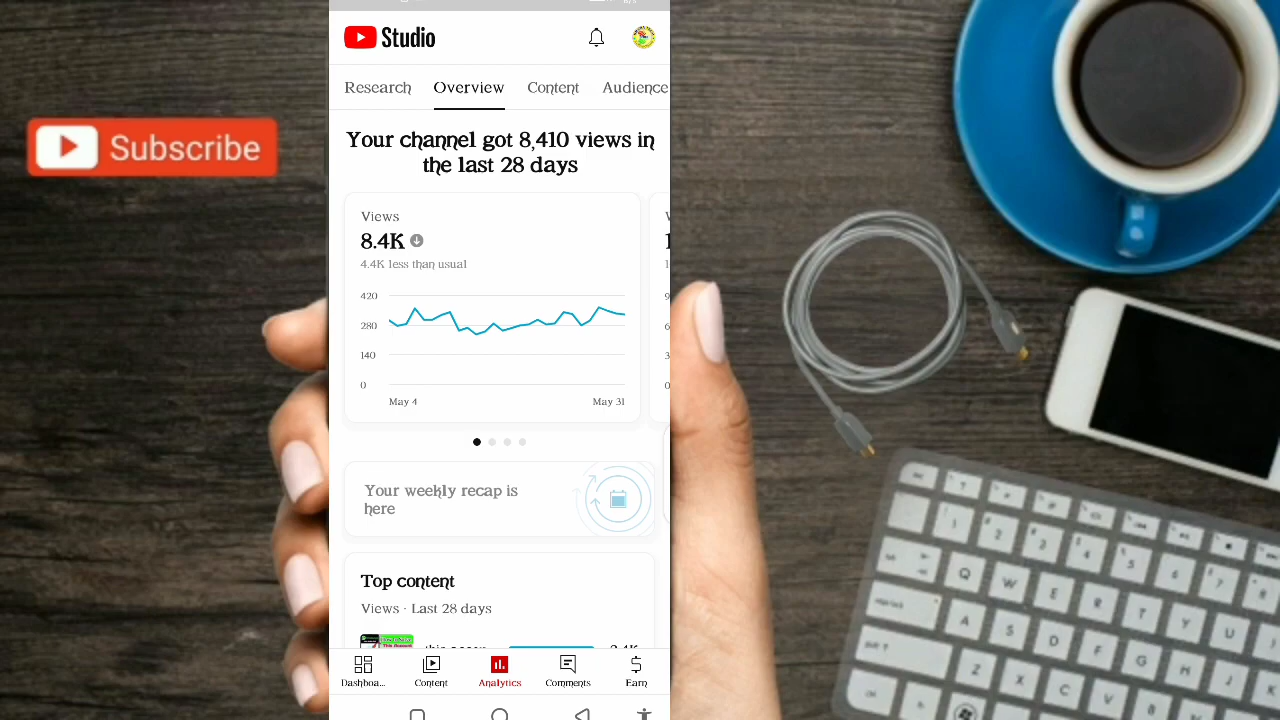 Studio
Research Overview Content Audience
Your channel got 8,410 views in
the last 28 days
Subscribe
Views
8.4K
4.4K less than usual
420
280
140
0
May 4 May 31
Your weekly recap is
here
Top content
Views · Last 28 days
2.4K
Dashboa... Content Analytics Comments Earn
Q W E R T Y U
A S D F G H J
Z X C V B N